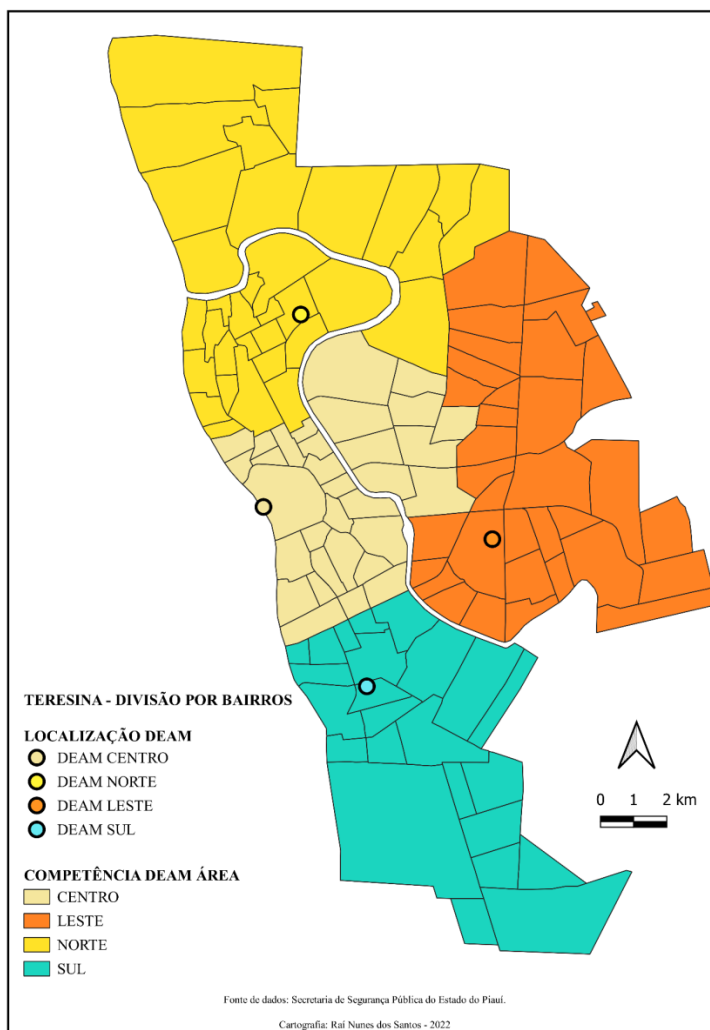 TERESINA - DIVISÃO POR BAIRROS
LOCALIZAÇÃO DEAM
DEAM CENTRO
DEAM NORTE
DEAM LESTE
DEAM SUL
COMPETÊNCIA DEAM ÁREA
CENTRO
LESTE
NORTE
SUL
0 1 2 km
Fonte de dados: Secretaria de Segurança Pública do Estado do Piauí.
Cartografia: Raí Nunes dos Santos - 2022